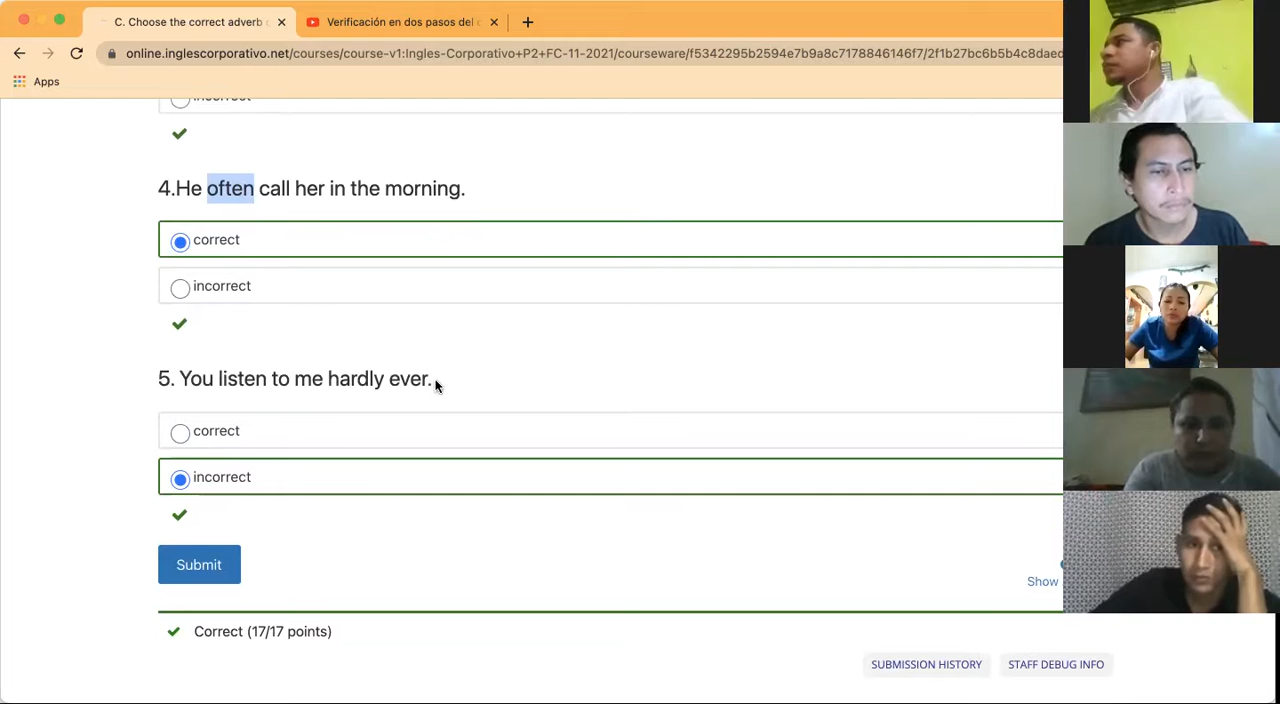 C. Choose the correct adverb
Verificación en dos pasos del
online.inglescorporativo.net/courses/course-v1:Ingles-Corporativo+P2+FC-11-2021/courseware/f5342295b2594e7b9a8c7178846146f7/2f1b27bc6b5b4c8daed
Apps
incorrect
4.He often call her in the morning.
correct
incorrect
5. You listen to me hardly ever.
correct
incorrect
Submit
Show
Correct (17/17 points)
SUBMISSION HISTORY STAFF DEBUG INFO